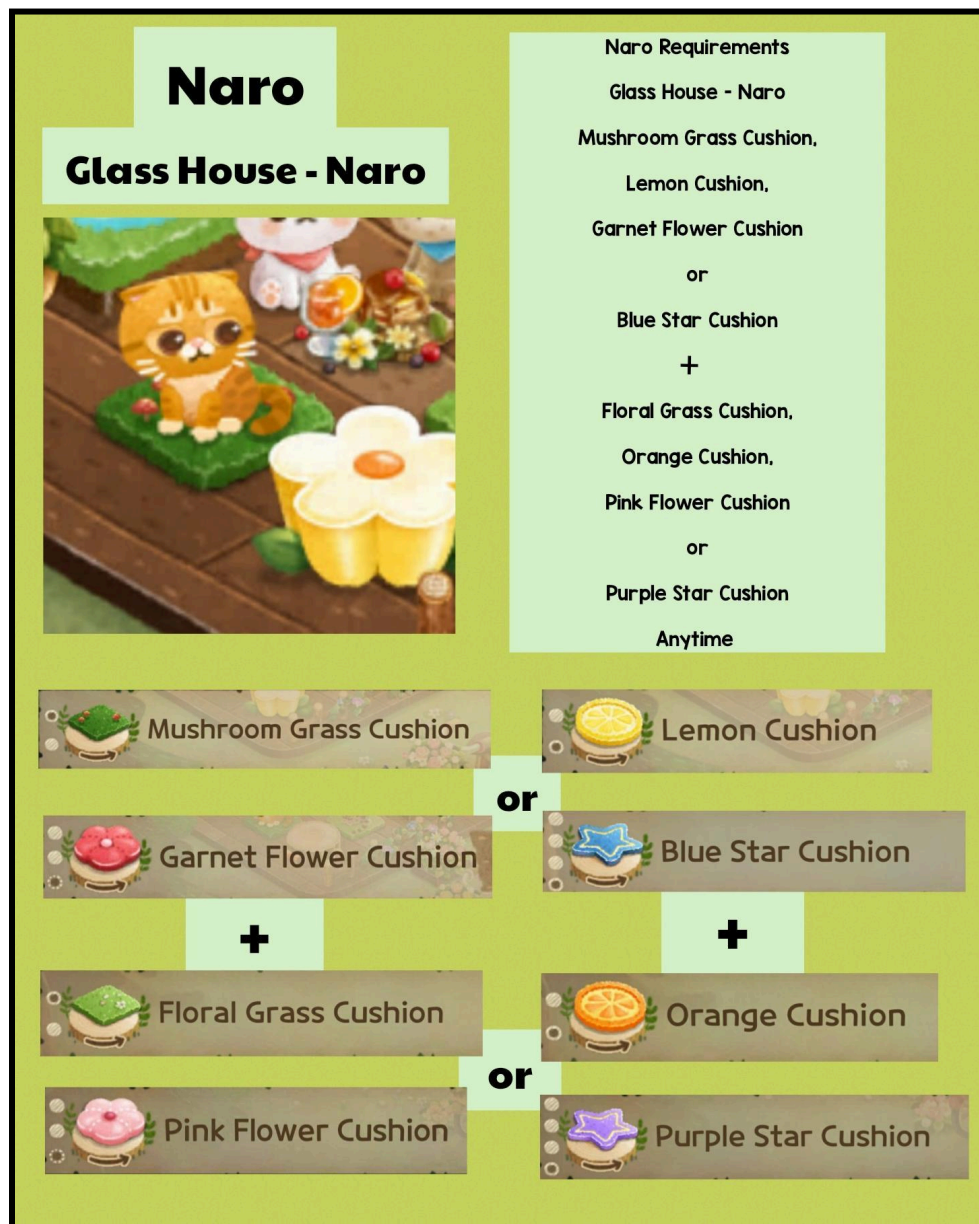 Naro
Glass House - Naro
Naro Requirements
Glass House - Naro
Mushroom Grass Cushion,
Lemon Cushion,
Garnet Flower Cushion
or
Blue Star Cushion
+
Floral Grass Cushion,
Orange Cushion,
Pink Flower Cushion
or
Purple Star Cushion
Anytime
Mushroom Grass Cushion
Lemon Cushion
or
Garnet Flower Cushion
Blue Star Cushion
+
+
Floral Grass Cushion
Orange Cushion
or
Pink Flower Cushion
Purple Star Cushion